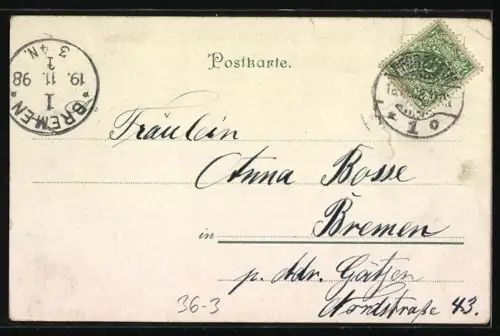 Postkarte.
BREMEN
1
19. 11. 98
3-4 N.
* 1 o
Fräulein
Anna Bosse
in Bremen
p. Adr. Gätjen
Nordstraße 43.
36-3